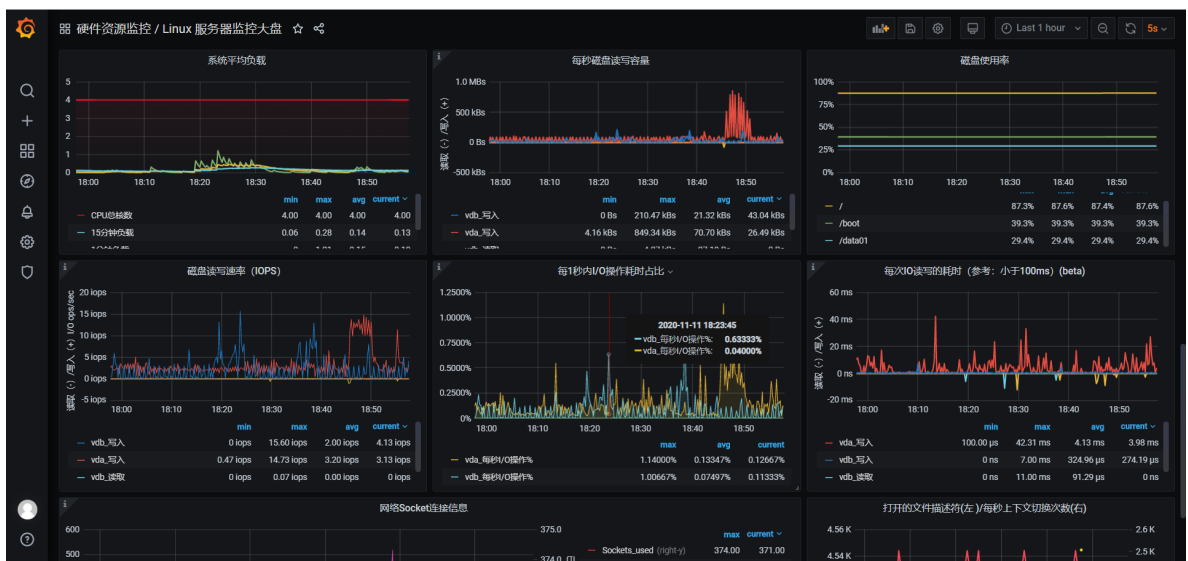 硬件资源监控 / Linux 服务器监控大盘
Last 1 hour
5s
系统平均负载
5
4
3
2
1
0
18:00 18:10 18:20 18:30 18:40 18:50
min max avg current
CPU总核数 4.00 4.00 4.00 4.00
15分钟负载 0.06 0.28 0.14 0.13
每秒磁盘读写容量
读取 (-) /写入 (+)
1.0 MBs
500 kBs
0 Bs
-500 kBs
18:00 18:10 18:20 18:30 18:40 18:50
min max avg current
vdb_写入 0 Bs 210.47 kBs 21.32 kBs 43.04 kBs
vda_写入 4.16 kBs 849.34 kBs 70.70 kBs 26.49 kBs
磁盘使用率
100%
75%
50%
25%
0%
18:00 18:10 18:20 18:30 18:40 18:50
/ 87.3% 87.6% 87.4% 87.6%
/boot 39.3% 39.3% 39.3% 39.3%
/data01 29.4% 29.4% 29.4% 29.4%
磁盘读写速率（IOPS）
读取 (-) /写入 (+) I/O ops/sec
20 iops
15 iops
10 iops
5 iops
0 iops
-5 iops
18:00 18:10 18:20 18:30 18:40 18:50
min max avg current
vdb_写入 0 iops 15.60 iops 2.00 iops 4.13 iops
vda_写入 0.47 iops 14.73 iops 3.20 iops 3.13 iops
vdb_读取 0 iops 0.07 iops 0.00 iops 0 iops
每1秒内I/O操作耗时占比
1.2500%
1.0000%
0.7500%
0.5000%
0.2500%
0%
18:00 18:10 18:20 18:30 18:40 18:50
2020-11-11 18:23:45
vdb_每秒I/O操作%: 0.63333%
vda_每秒I/O操作%: 0.04000%
max avg current
vda_每秒I/O操作% 1.14000% 0.13347% 0.12667%
vdb_每秒I/O操作% 1.00667% 0.07497% 0.11333%
每次IO读写的耗时（参考：小于100ms）(beta)
读取 (-) /写入 (+)
60 ms
40 ms
20 ms
0 ns
-20 ms
18:00 18:10 18:20 18:30 18:40 18:50
min max avg current
vda_写入 100.00 µs 42.31 ms 4.13 ms 3.98 ms
vdb_写入 0 ns 7.00 ms 324.96 µs 274.19 µs
vdb_读取 0 ns 11.00 ms 91.29 µs 0 ns
网络Socket连接信息
600
500
375.0
374.0
max current
Sockets_used (right-y) 374.00 371.00
打开的文件描述符(左 )/每秒上下文切换次数(右)
4.56 K
4.54 K
2.6 K
2.5 K